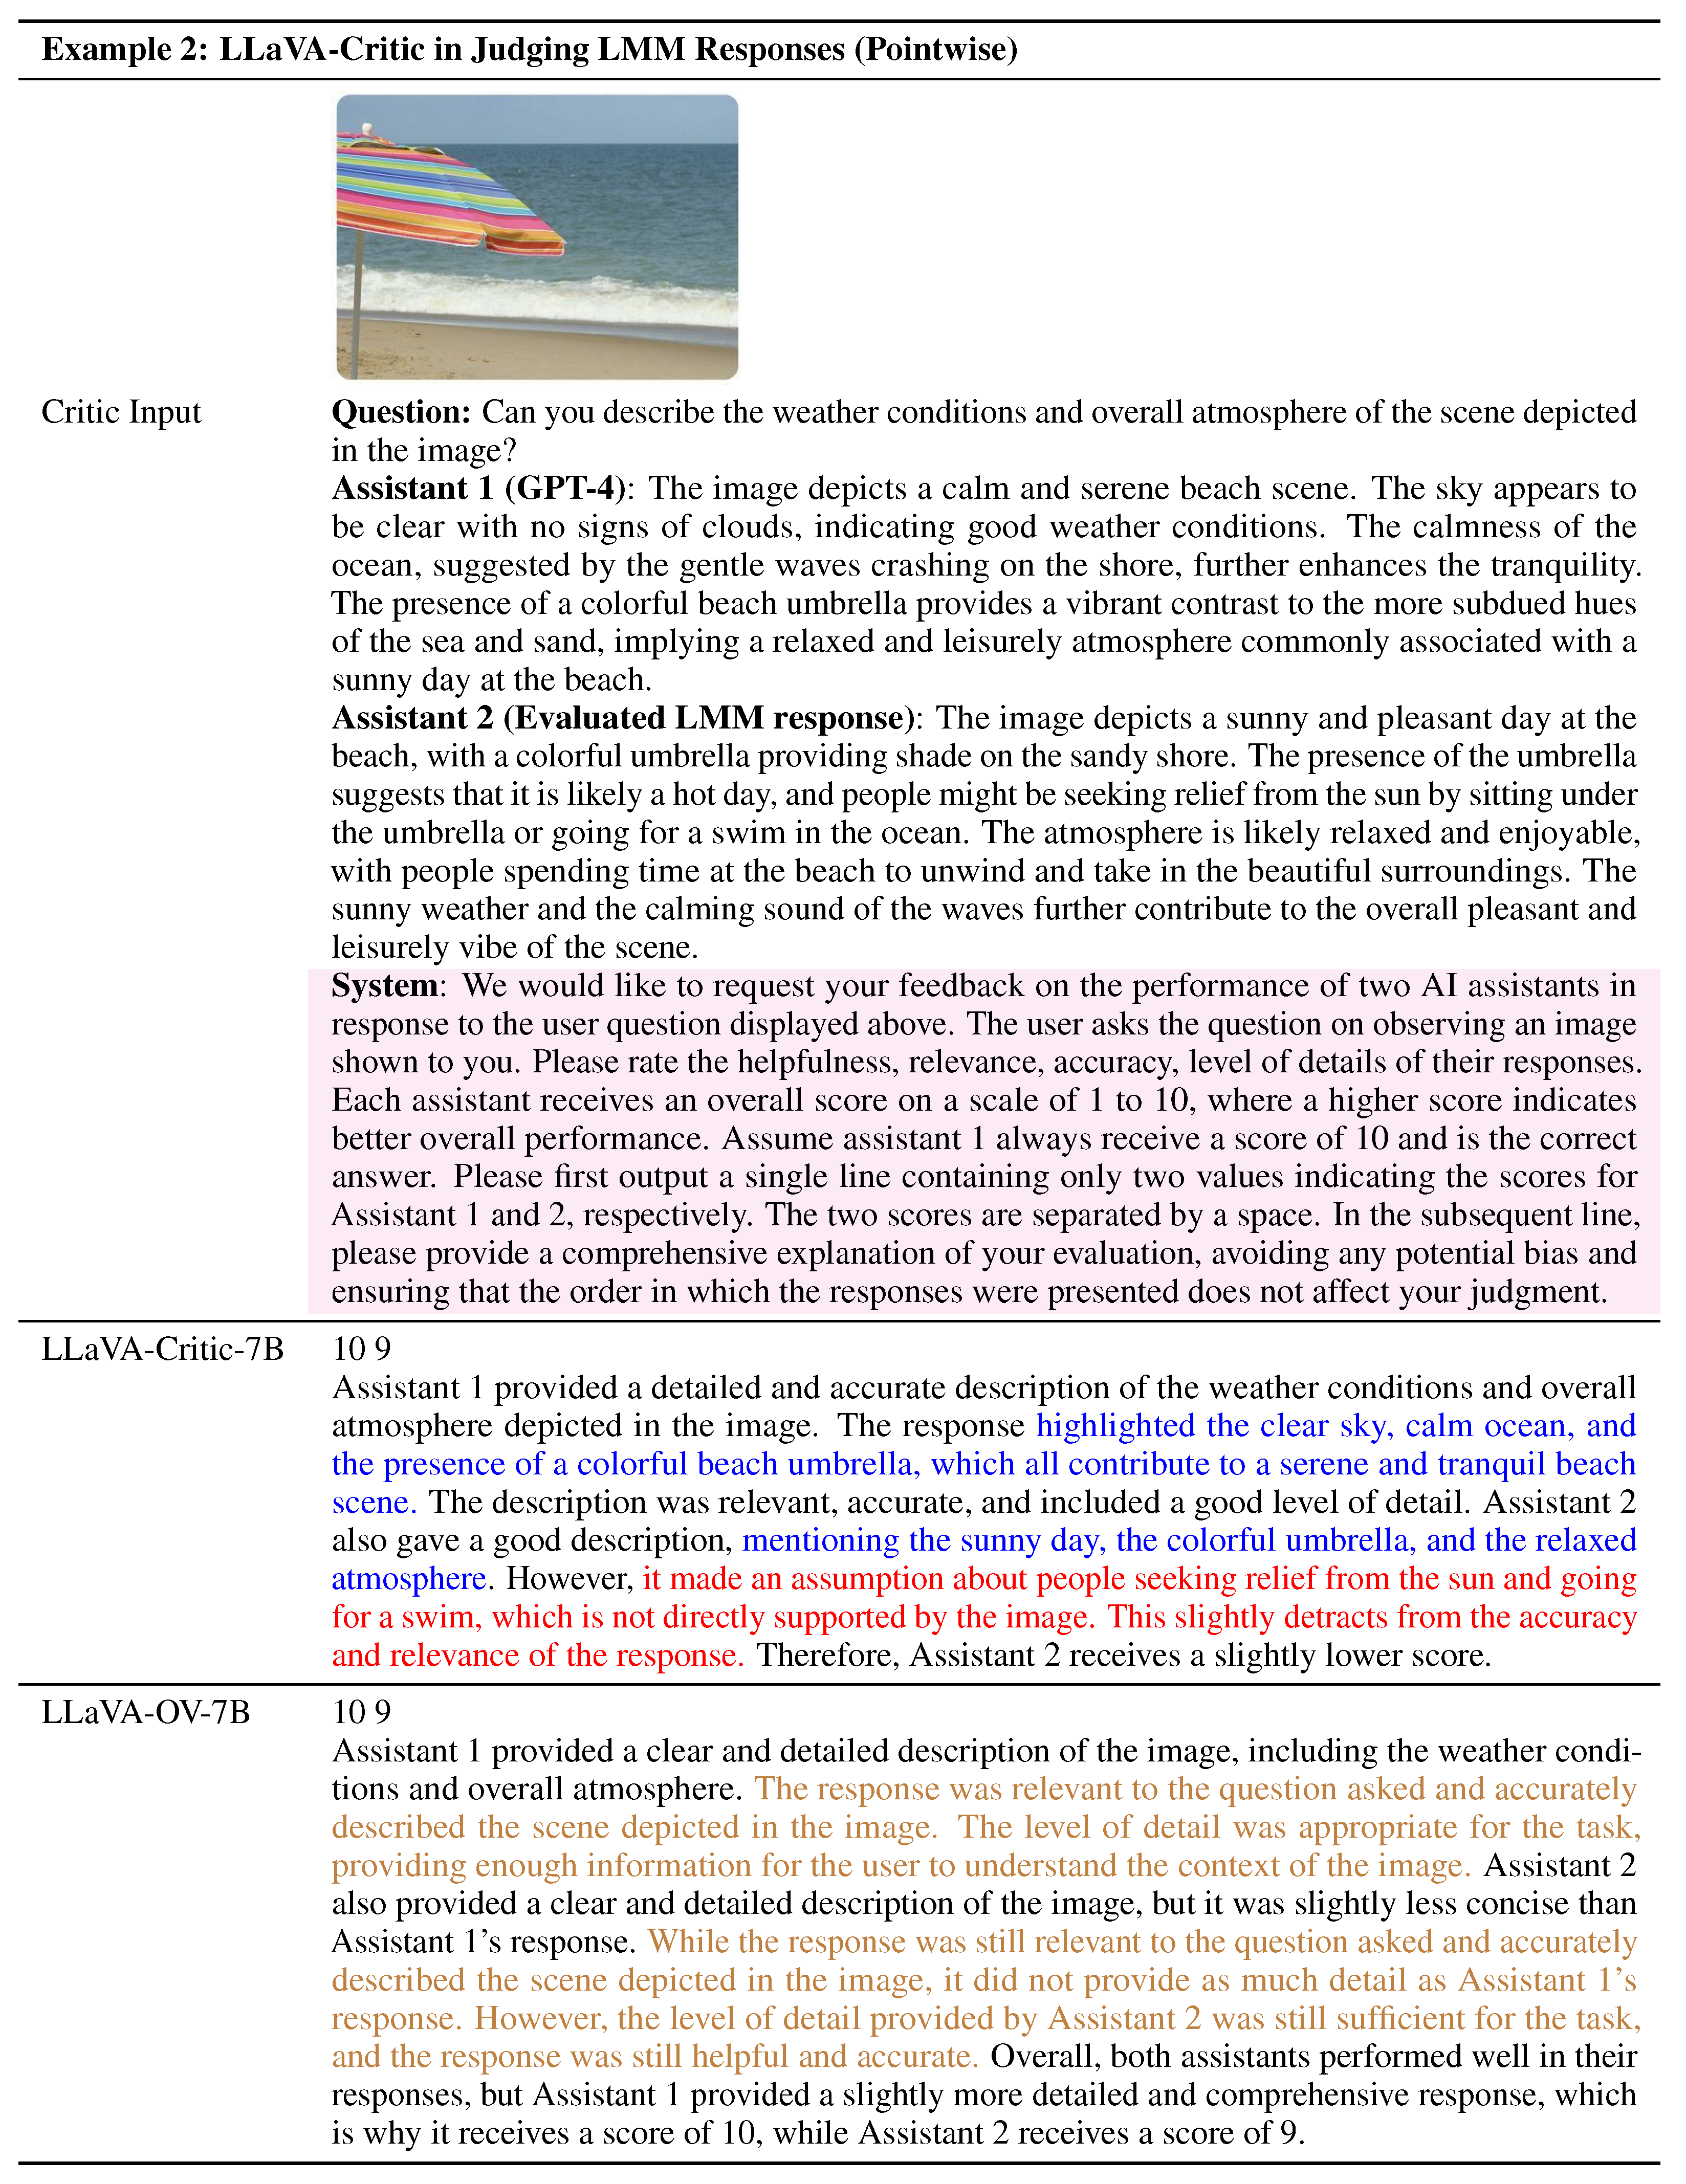 Example 2: LLaVA-Critic in Judging LMM Responses (Pointwise)
Critic Input
Question: Can you describe the weather conditions and overall atmosphere of the scene depicted
in the image?
Assistant 1 (GPT-4): The image depicts a calm and serene beach scene. The sky appears to
be clear with no signs of clouds, indicating good weather conditions. The calmness of the
ocean, suggested by the gentle waves crashing on the shore, further enhances the tranquility.
The presence of a colorful beach umbrella provides a vibrant contrast to the more subdued hues
of the sea and sand, implying a relaxed and leisurely atmosphere commonly associated with a
sunny day at the beach.
Assistant 2 (Evaluated LMM response): The image depicts a sunny and pleasant day at the
beach, with a colorful umbrella providing shade on the sandy shore. The presence of the umbrella
suggests that it is likely a hot day, and people might be seeking relief from the sun by sitting under
the umbrella or going for a swim in the ocean. The atmosphere is likely relaxed and enjoyable,
with people spending time at the beach to unwind and take in the beautiful surroundings. The
sunny weather and the calming sound of the waves further contribute to the overall pleasant and
leisurely vibe of the scene.
System: We would like to request your feedback on the performance of two AI assistants in
response to the user question displayed above. The user asks the question on observing an image
shown to you. Please rate the helpfulness, relevance, accuracy, level of details of their responses.
Each assistant receives an overall score on a scale of 1 to 10, where a higher score indicates
better overall performance. Assume assistant 1 always receive a score of 10 and is the correct
answer. Please first output a single line containing only two values indicating the scores for
Assistant 1 and 2, respectively. The two scores are separated by a space. In the subsequent line,
please provide a comprehensive explanation of your evaluation, avoiding any potential bias and
ensuring that the order in which the responses were presented does not affect your judgment.
LLaVA-Critic-7B
10 9
Assistant 1 provided a detailed and accurate description of the weather conditions and overall
atmosphere depicted in the image. The response highlighted the clear sky, calm ocean, and
the presence of a colorful beach umbrella, which all contribute to a serene and tranquil beach
scene. The description was relevant, accurate, and included a good level of detail. Assistant 2
also gave a good description, mentioning the sunny day, the colorful umbrella, and the relaxed
atmosphere. However, it made an assumption about people seeking relief from the sun and going
for a swim, which is not directly supported by the image. This slightly detracts from the accuracy
and relevance of the response. Therefore, Assistant 2 receives a slightly lower score.
LLaVA-OV-7B
10 9
Assistant 1 provided a clear and detailed description of the image, including the weather condi-
tions and overall atmosphere. The response was relevant to the question asked and accurately
described the scene depicted in the image. The level of detail was appropriate for the task,
providing enough information for the user to understand the context of the image. Assistant 2
also provided a clear and detailed description of the image, but it was slightly less concise than
Assistant 1's response. While the response was still relevant to the question asked and accurately
described the scene depicted in the image, it did not provide as much detail as Assistant 1's
response. However, the level of detail provided by Assistant 2 was still sufficient for the task,
and the response was still helpful and accurate. Overall, both assistants performed well in their
responses, but Assistant 1 provided a slightly more detailed and comprehensive response, which
is why it receives a score of 10, while Assistant 2 receives a score of 9.